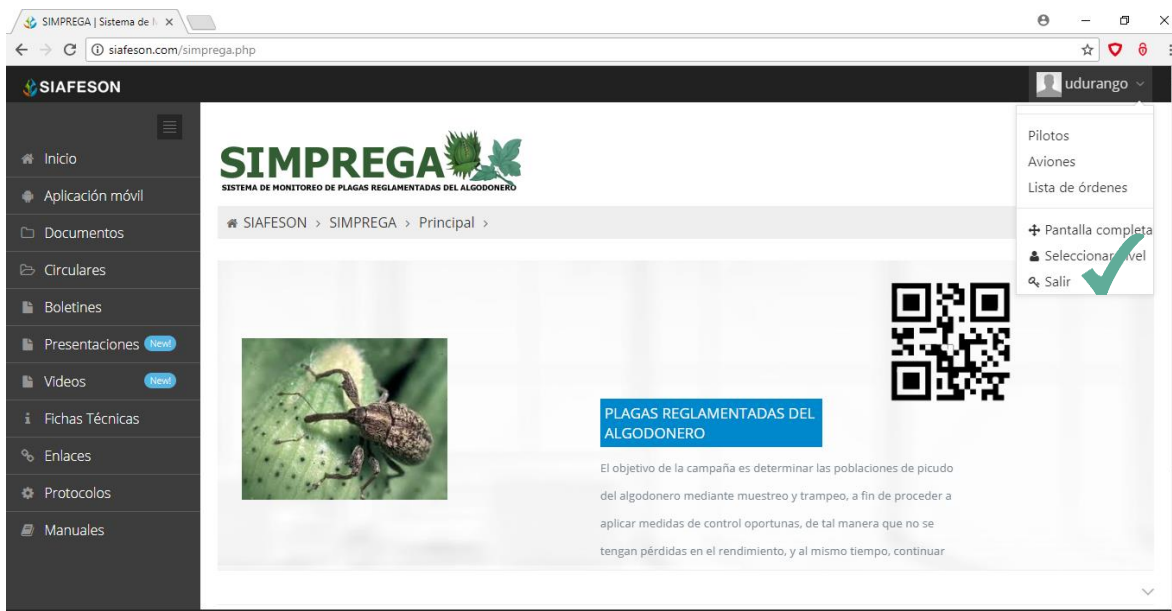 SIMPREGA | Sistema de M
siafeson.com/simprega.php
SIAFESON
udurango
Inicio
Aplicación móvil
Documentos
Circulares
Boletines
Presentaciones New!
Videos New!
Fichas Técnicas
Enlaces
Protocolos
Manuales
Pilotos
Aviones
Lista de órdenes
Pantalla completa
Seleccionar
Salir
SIMPREGA
SISTEMA DE MONITOREO DE PLAGAS REGLAMENTADAS DEL ALGODONERO
SIAFESON > SIMPREGA > Principal >
PLAGAS REGLAMENTADAS DEL
ALGODONERO
El objetivo de la campaña es determinar las poblaciones de picudo
del algodonero mediante muestreo y trampeo, a fin de proceder a
aplicar medidas de control oportunas, de tal manera que no se
tengan pérdidas en el rendimiento, y al mismo tiempo, continuar